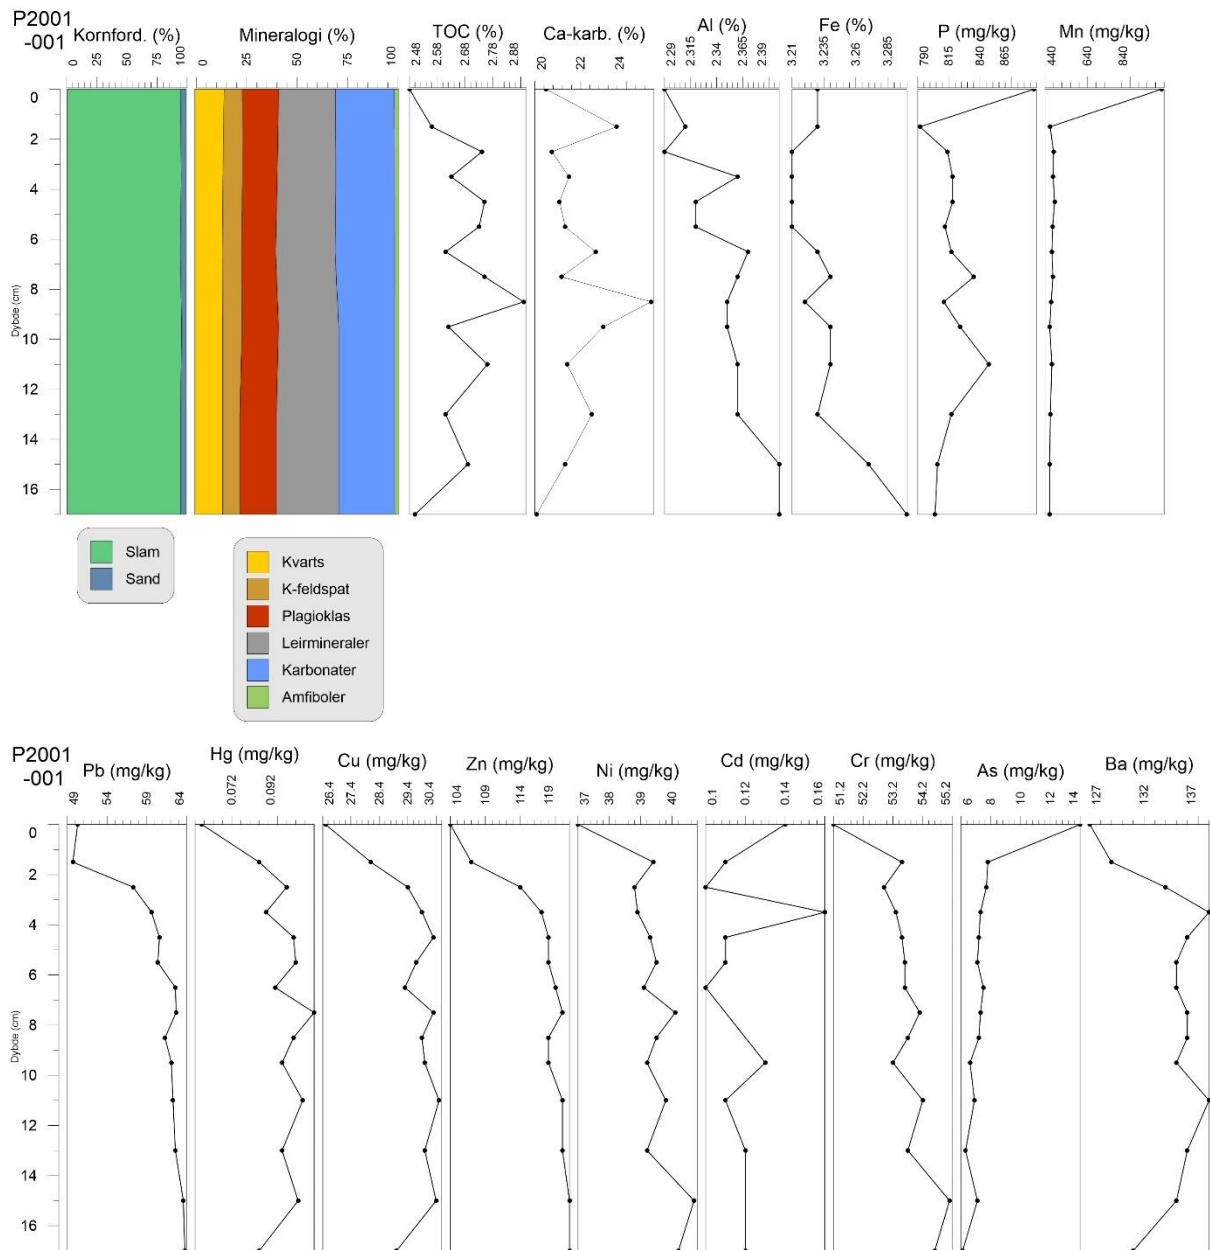 P2001
-001
Kornford. (%)
Mineralogi (%)
TOC (%)
Ca-karb. (%)
Al (%)
Fe (%)
P (mg/kg)
Mn (mg/kg)
0 25 50 75 100
0 25 50 75 100
2.48 2.58 2.68 2.78 2.88
20 22 24
2.29 2.315 2.34 2.365 2.39
3.21 3.235 3.26 3.285
790 815 840 865
440 640 840
Dybde (cm)
0
2
4
6
8
10
12
14
16
Slam
Sand
Kvarts
K-feldspat
Plagioklas
Leirmineraler
Karbonater
Amfiboler
P2001
-001
Pb (mg/kg)
Hg (mg/kg)
Cu (mg/kg)
Zn (mg/kg)
Ni (mg/kg)
Cd (mg/kg)
Cr (mg/kg)
As (mg/kg)
Ba (mg/kg)
49 54 59 64
0.072 0.092
26.4 27.4 28.4 29.4 30.4
104 109 114 119
37 38 39 40
0.1 0.12 0.14 0.16
51.2 52.2 53.2 54.2 55.2
6 8 10 12 14
127 132 137
Dybde (cm)
0
2
4
6
8
10
12
14
16